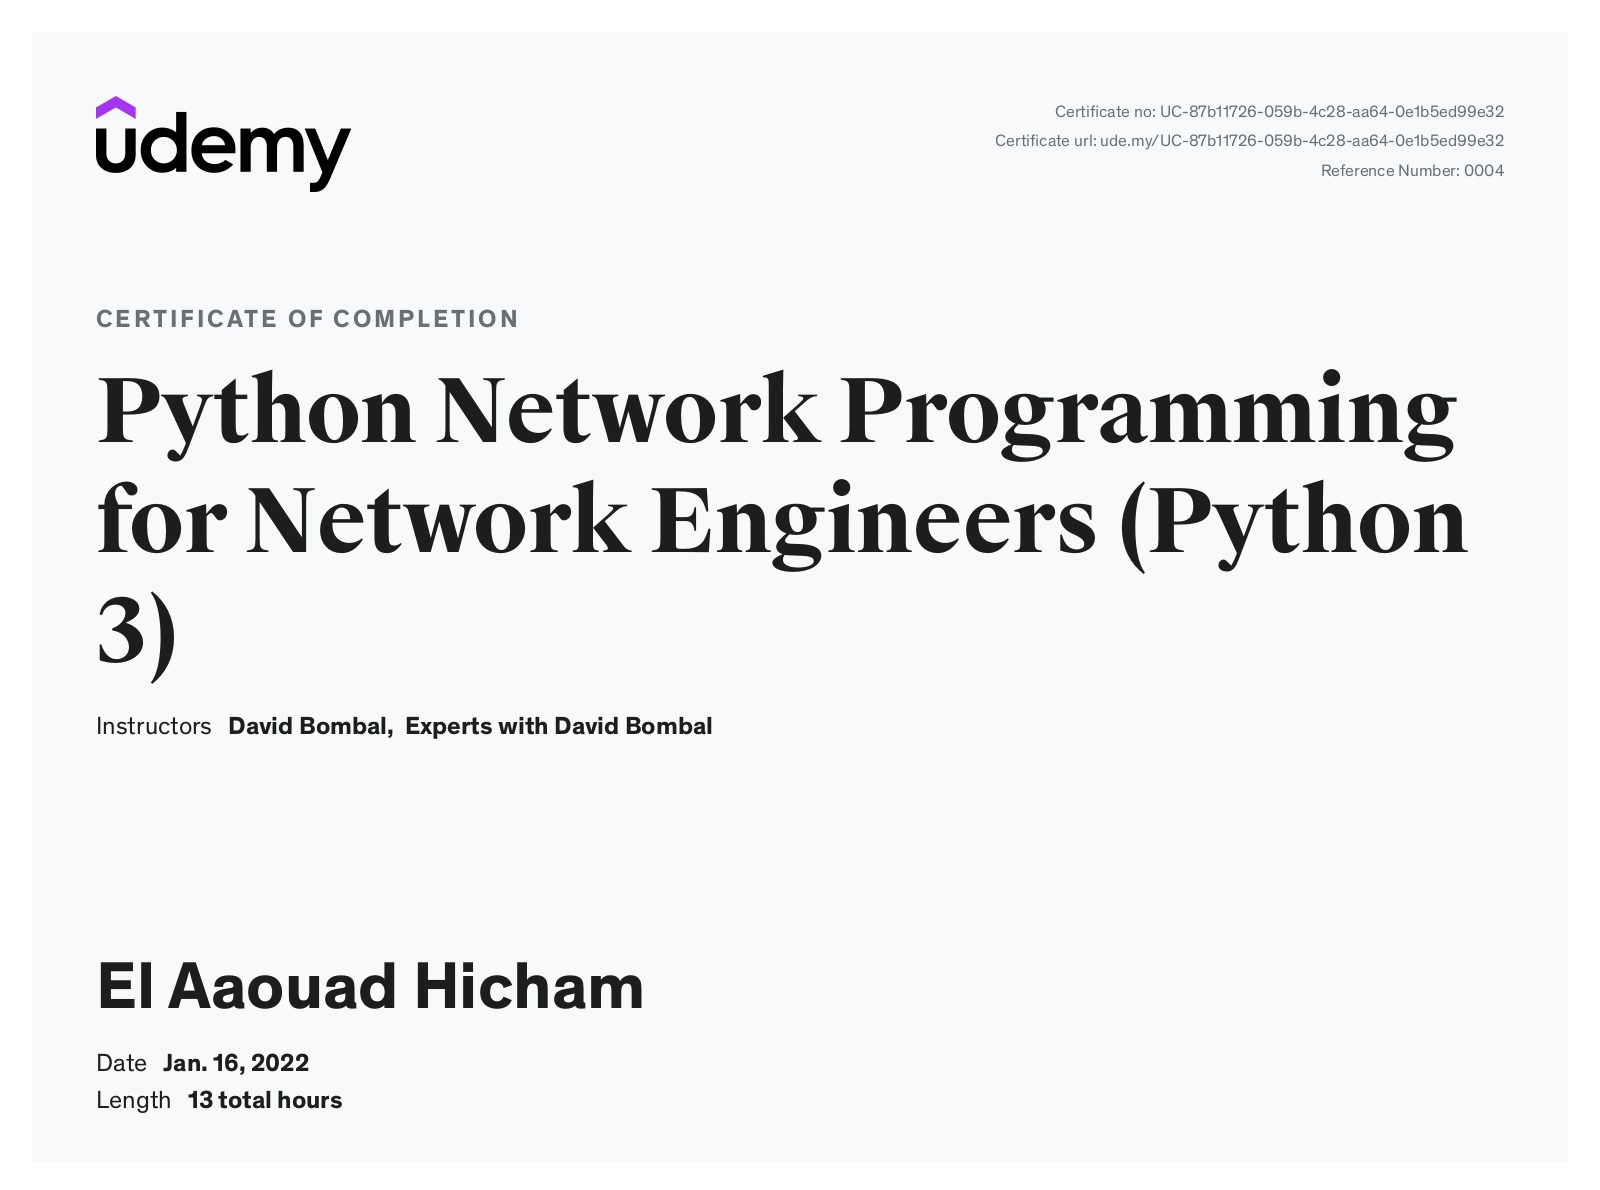 udemy
Certificate no: UC-87b11726-059b-4c28-aa64-0e1b5ed99e32
Certificate url: ude.my/UC-87b11726-059b-4c28-aa64-0e1b5ed99e32
Reference Number: 0004
CERTIFICATE OF COMPLETION
Python Network Programming
for Network Engineers (Python
3)
Instructors David Bombal, Experts with David Bombal
El Aaouad Hicham
Date Jan. 16, 2022
Length 13 total hours